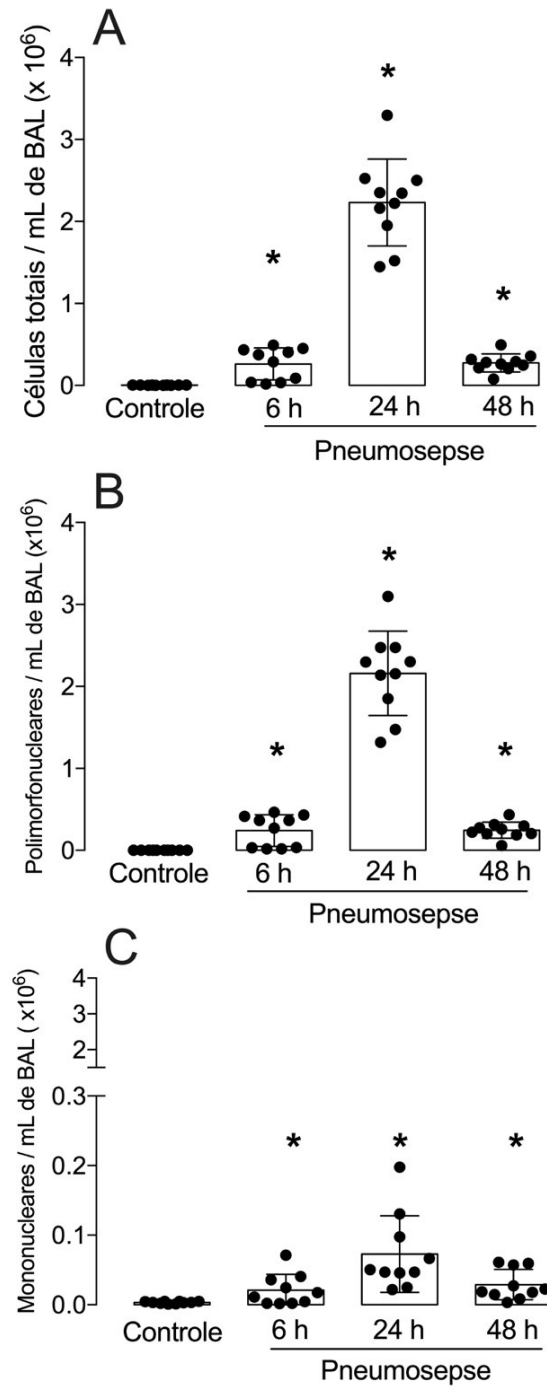 A
Células totais / mL de BAL (x 10⁶)
4
3
2
1
0
*
*
*
Controle
6 h
24 h
48 h
Pneumosepse
B
Polimorfonucleares / mL de BAL (x10⁶)
4
3
2
1
0
*
*
*
Controle
6 h
24 h
48 h
Pneumosepse
C
Mononucleares / mL de BAL ( x10⁶)
4
3
2
0.3
0.2
0.1
0.0
*
*
*
Controle
6 h
24 h
48 h
Pneumosepse